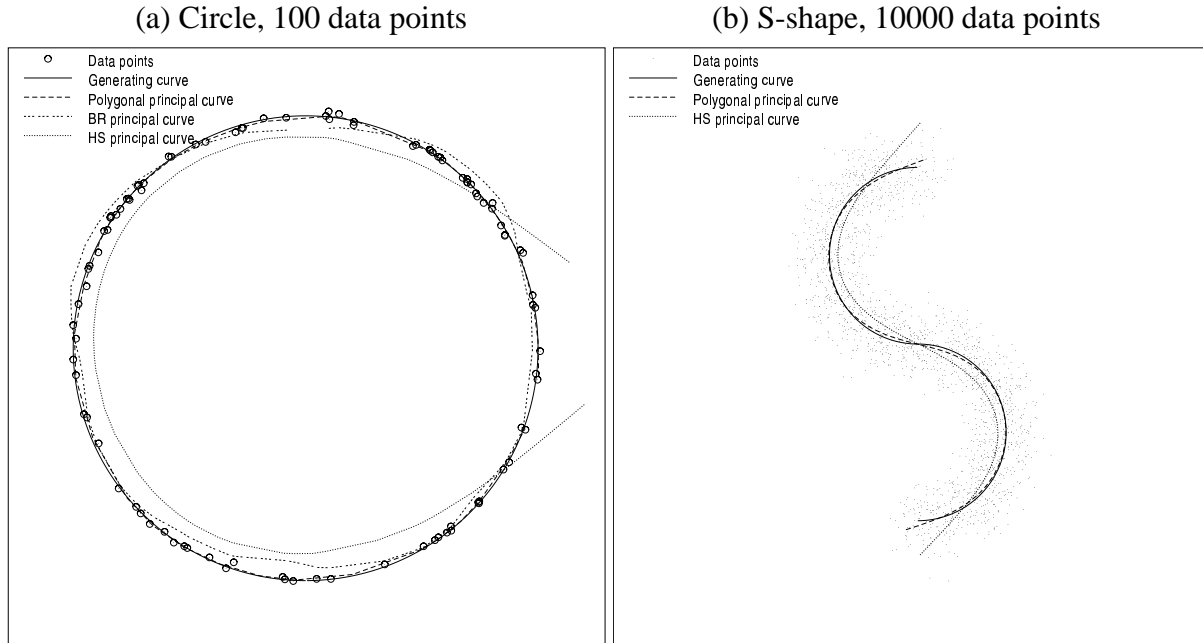 (a) Circle, 100 data points
Data points
Generating curve
Polygonal principal curve
BR principal curve
HS principal curve
(b) S-shape, 10000 data points
Data points
Generating curve
Polygonal principal curve
HS principal curve